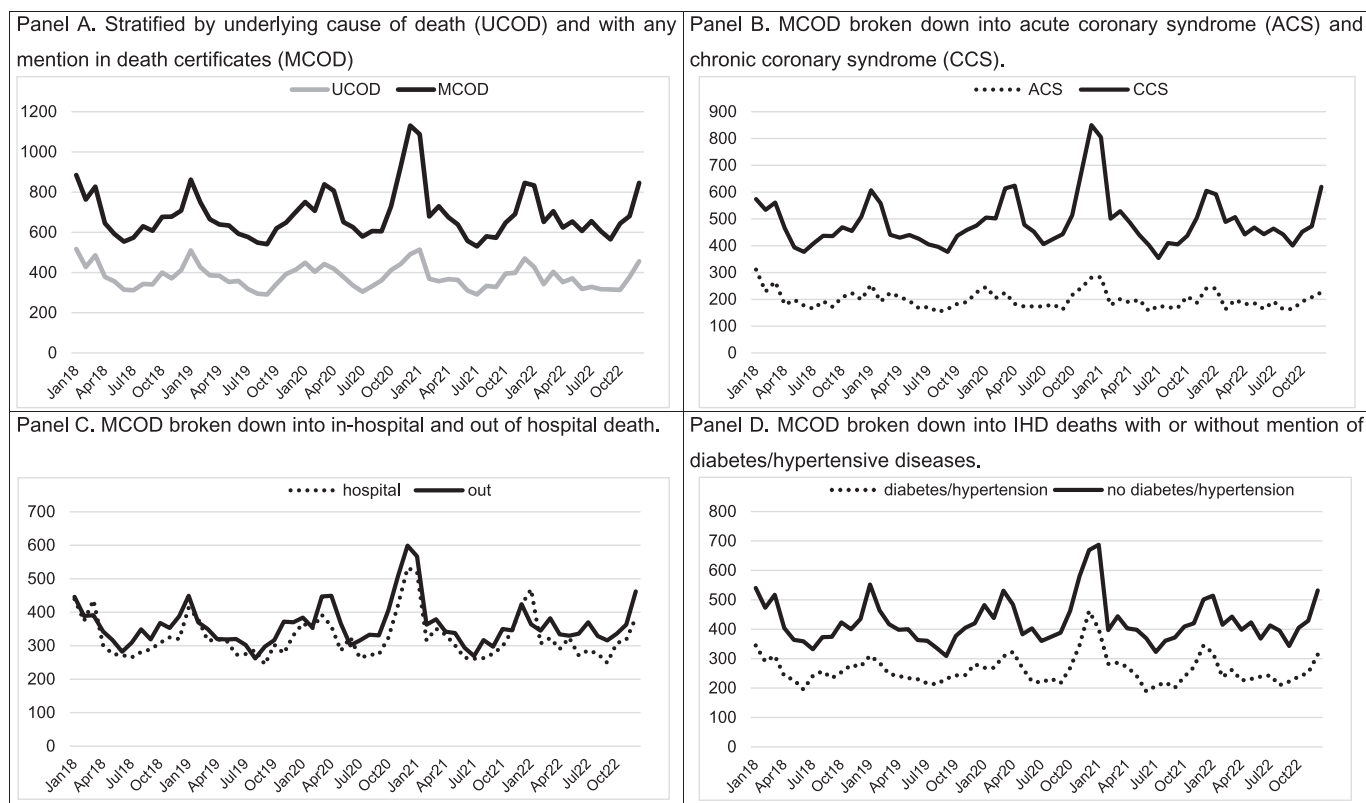 Panel A. Stratified by underlying cause of death (UCOD) and with any
mention in death certificates (MCOD)
UCOD MCOD
1200
1000
800
600
400
200
0
Jan18 Apr18 Jul18 Oct18 Jan19 Apr19 Jul19 Oct19 Jan20 Apr20 Jul20 Oct20 Jan21 Apr21 Jul21 Oct21 Jan22 Apr22 Jul22 Oct22
Panel B. MCOD broken down into acute coronary syndrome (ACS) and
chronic coronary syndrome (CCS).
ACS CCS
900
800
700
600
500
400
300
200
100
0
Jan18 Apr18 Jul18 Oct18 Jan19 Apr19 Jul19 Oct19 Jan20 Apr20 Jul20 Oct20 Jan21 Apr21 Jul21 Oct21 Jan22 Apr22 Jul22 Oct22
Panel C. MCOD broken down into in-hospital and out of hospital death.
hospital out
700
600
500
400
300
200
100
0
Jan18 Apr18 Jul18 Oct18 Jan19 Apr19 Jul19 Oct19 Jan20 Apr20 Jul20 Oct20 Jan21 Apr21 Jul21 Oct21 Jan22 Apr22 Jul22 Oct22
Panel D. MCOD broken down into IHD deaths with or without mention of
diabetes/hypertensive diseases.
diabetes/hypertension no diabetes/hypertension
800
700
600
500
400
300
200
100
0
Jan18 Apr18 Jul18 Oct18 Jan19 Apr19 Jul19 Oct19 Jan20 Apr20 Jul20 Oct20 Jan21 Apr21 Jul21 Oct21 Jan22 Apr22 Jul22 Oct22